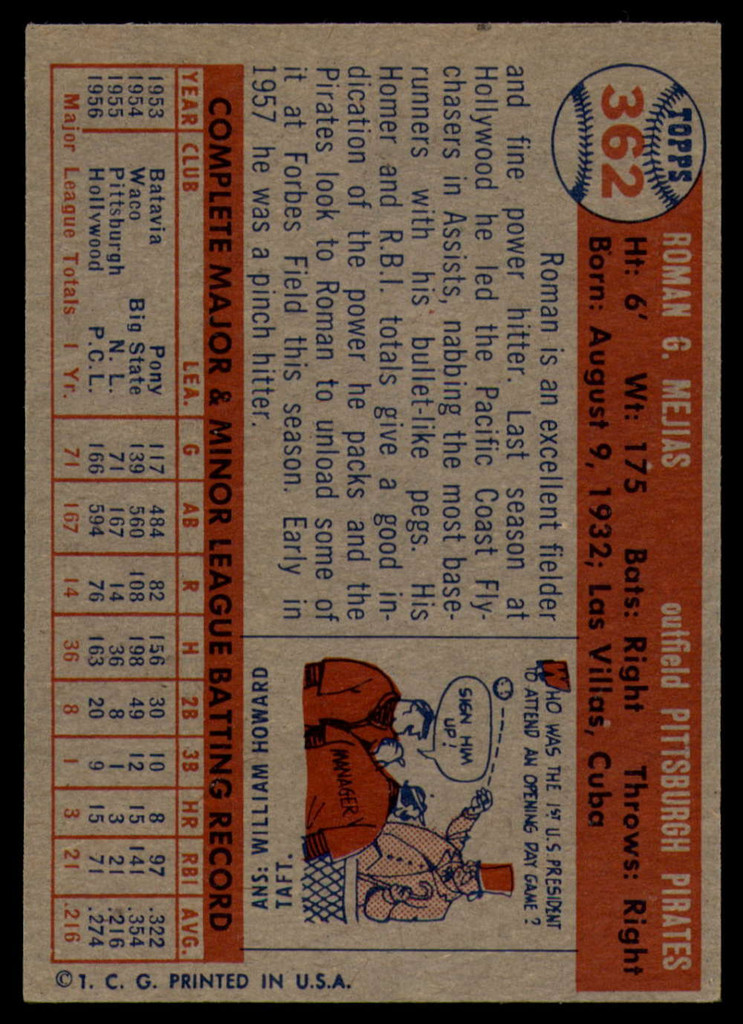 TOPPS
362
ROMAN G. MEJIAS outfield PITTSBURGH PIRATES
Ht: 6' Wt: 175 Bats: Right Throws: Right
Born: August 9, 1932; Las Villas, Cuba
Roman is an excellent fielder
and fine power hitter. Last season at
Hollywood he led the Pacific Coast Fly-
chasers in Assists, nabbing the most base-
runners with his bullet-like pegs. His
Homer and R.B.I. totals give a good in-
dication of the power he packs and the
Pirates look to Roman to unload some of
it at Forbes Field this season. Early in
1957 he was a pinch hitter.
WHO WAS THE 1ST U.S. PRESIDENT
TO ATTEND AN OPENING DAY GAME?
SIGN HIM
UP!
MANAGER
ANS: WILLIAM HOWARD
TAFT.
COMPLETE MAJOR & MINOR LEAGUE BATTING RECORD
YEAR CLUB LEA. G AB R H 2B 3B HR RBI AVG.
1953 Batavia Pony 117 484 82 156 30 10 8 97 .322
1954 Waco Big State 139 560 108 198 49 12 15 141 .354
1955 Pittsburgh N. L. 71 167 14 36 8 1 3 21 .216
1956 Hollywood P.C.L. 166 594 76 163 20 9 15 71 .274
Major League Totals 1 Yr. 71 167 14 36 8 1 3 21 .216
© T. C. G. PRINTED IN U.S.A.